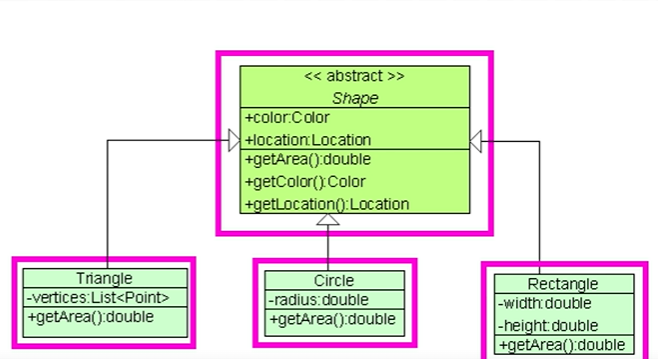 << abstract >>
Shape
+color:Color
+location:Location
+getArea():double
+getColor():Color
+getLocation():Location
Triangle
-vertices:List<Point>
+getArea():double
Circle
-radius:double
+getArea():double
Rectangle
-width:double
-height:double
+getArea():double